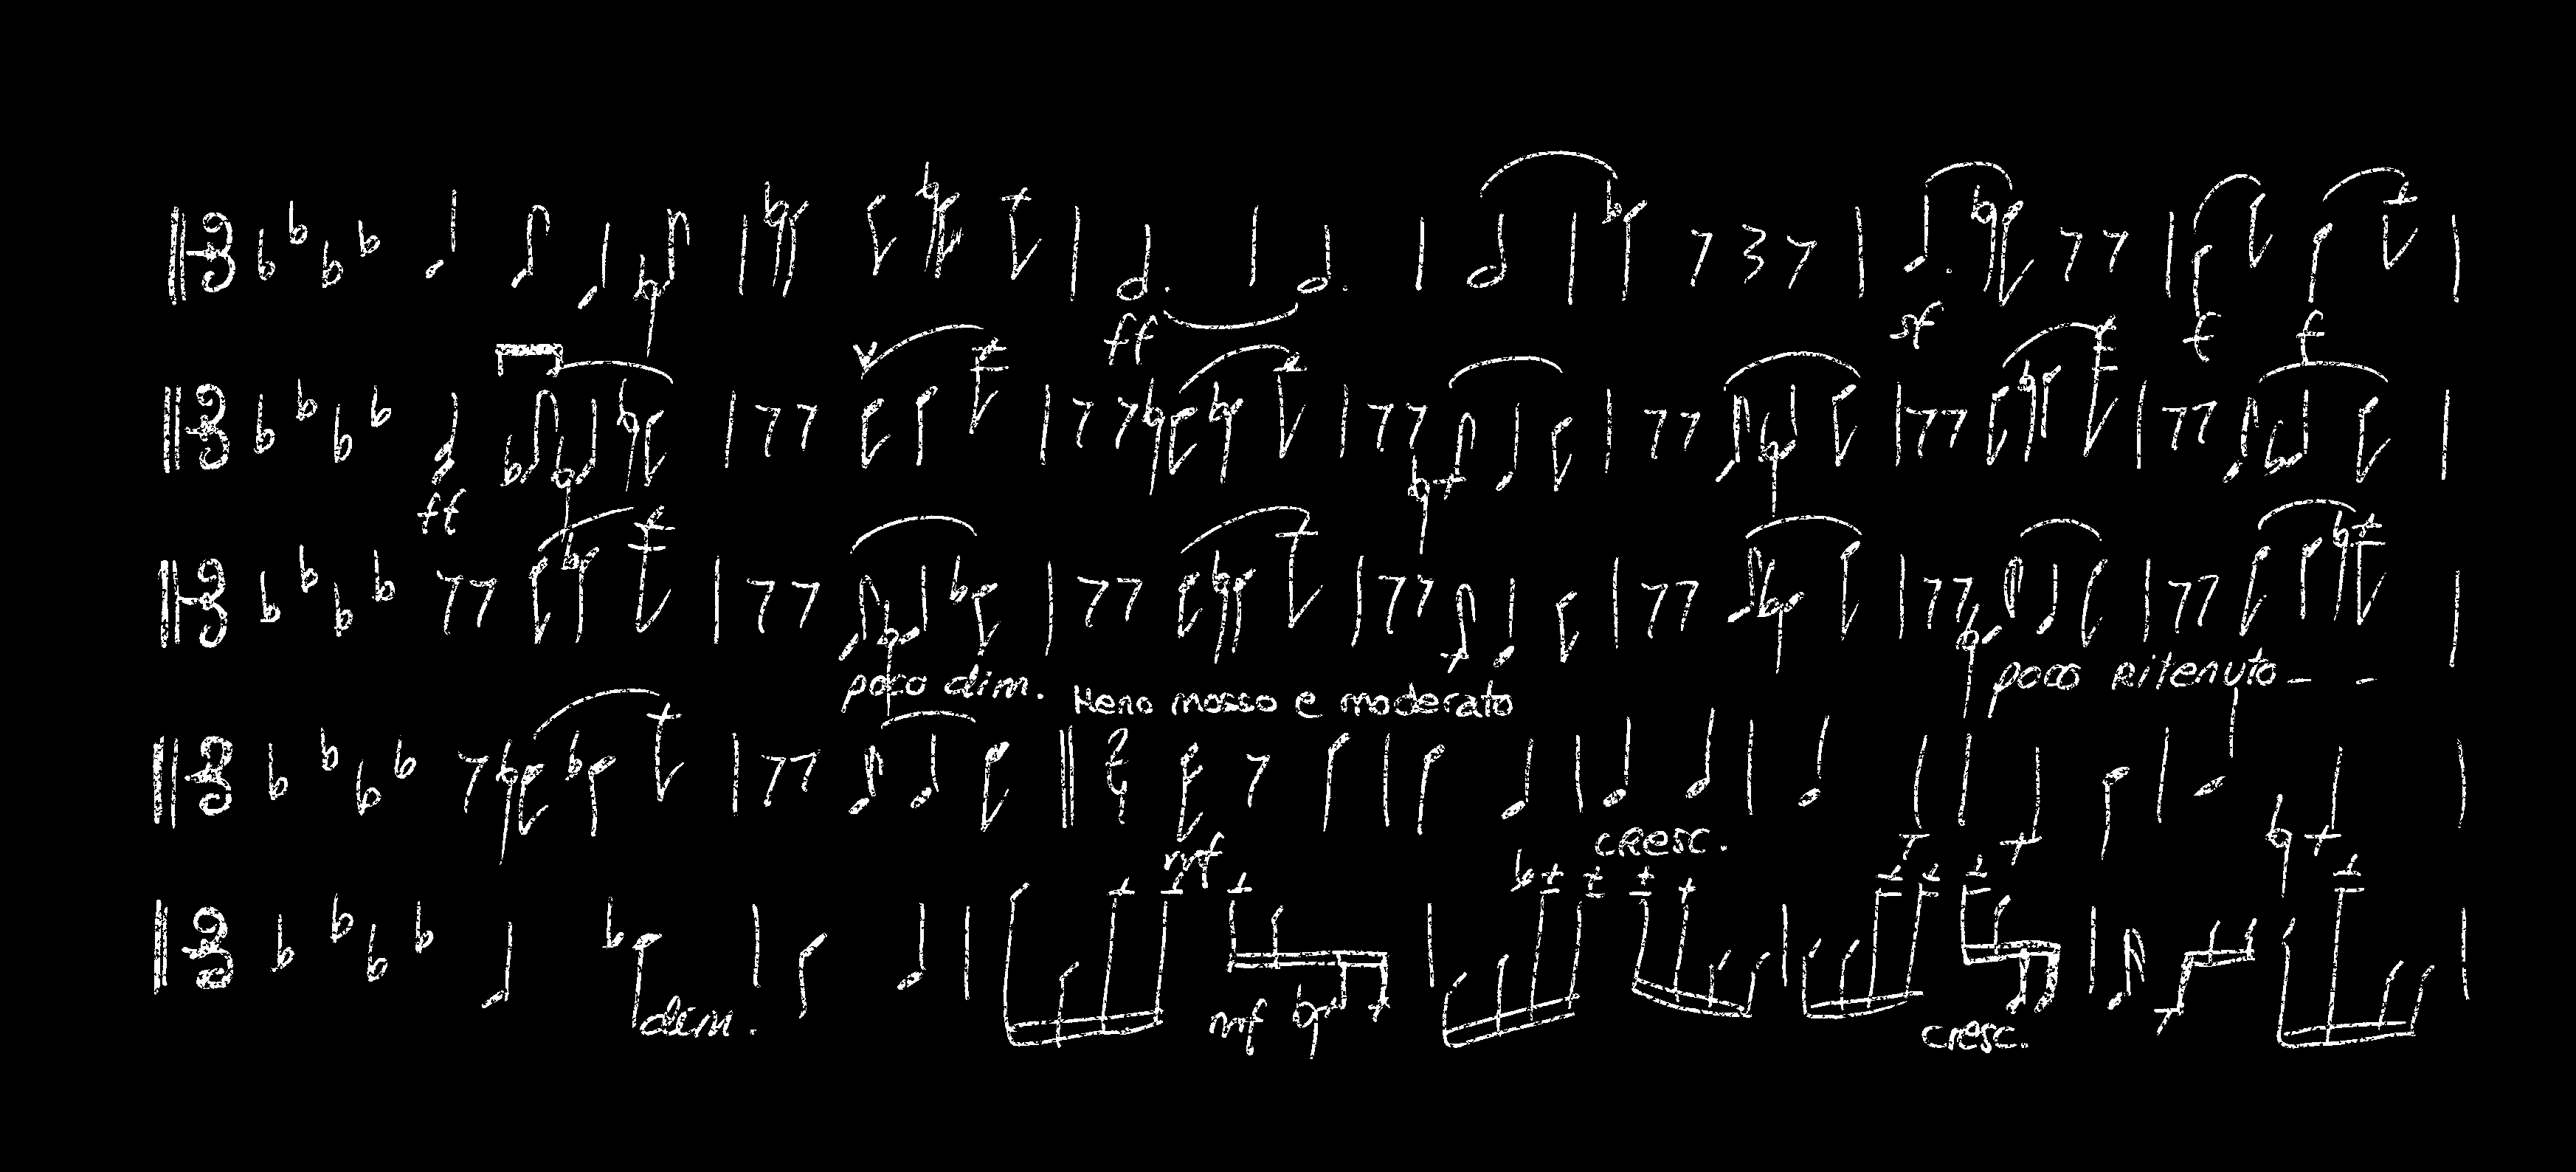 ff sf f f
ff
poco dim. poco Ritenuto - -
Meno mosso e moderato
mf cresc.
dim. mf cresc.